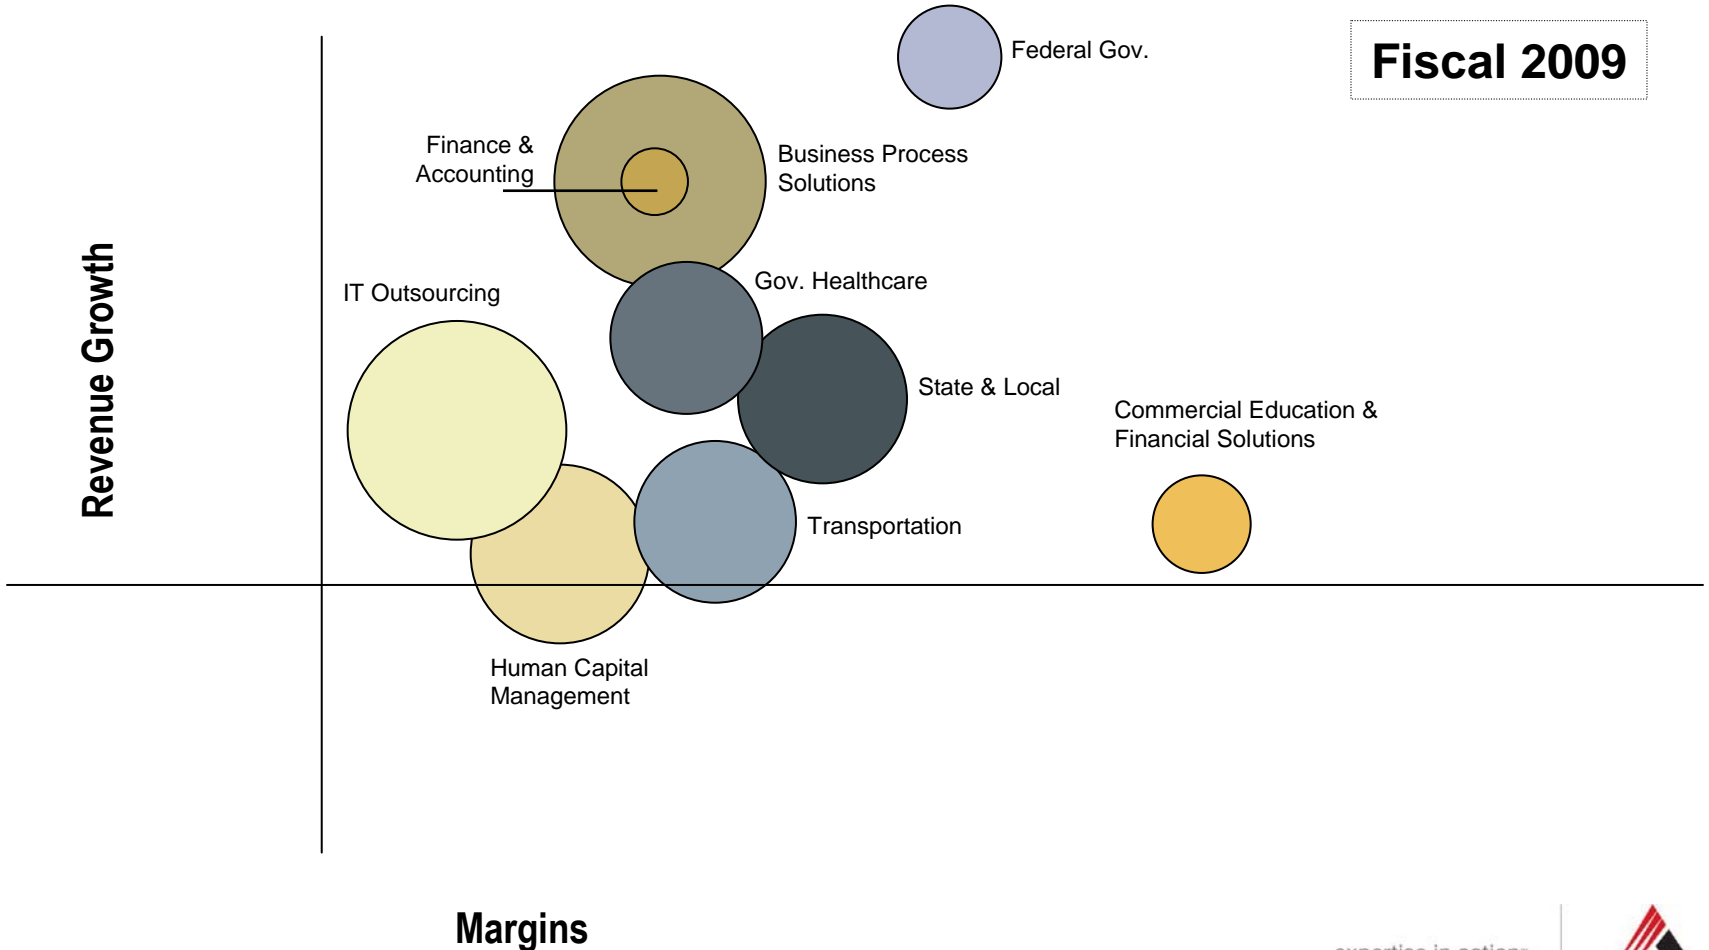 Federal Gov.
Fiscal 2009
Finance &
Accounting
Business Process
Solutions
Gov. Healthcare
IT Outsourcing
State & Local
Commercial Education &
Financial Solutions
Transportation
Human Capital
Management
Revenue Growth
Margins